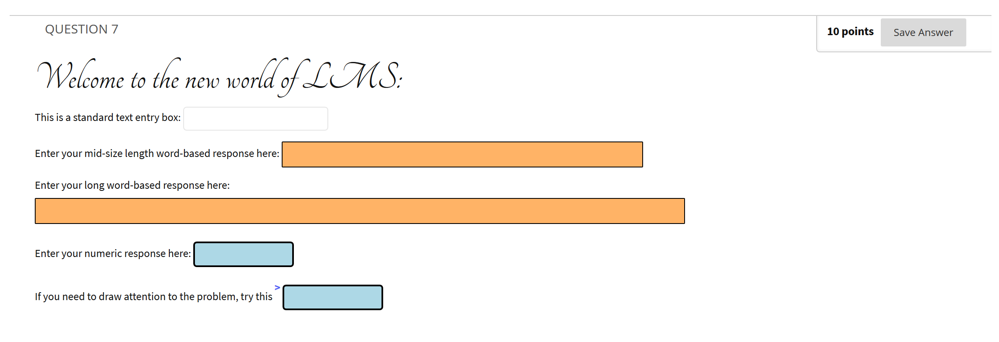 QUESTION 7
10 points
Save Answer
Welcome to the new world of LMS:
This is a standard text entry box:
Enter your mid-size length word-based response here:
Enter your long word-based response here:
Enter your numeric response here:
If you need to draw attention to the problem, try this >